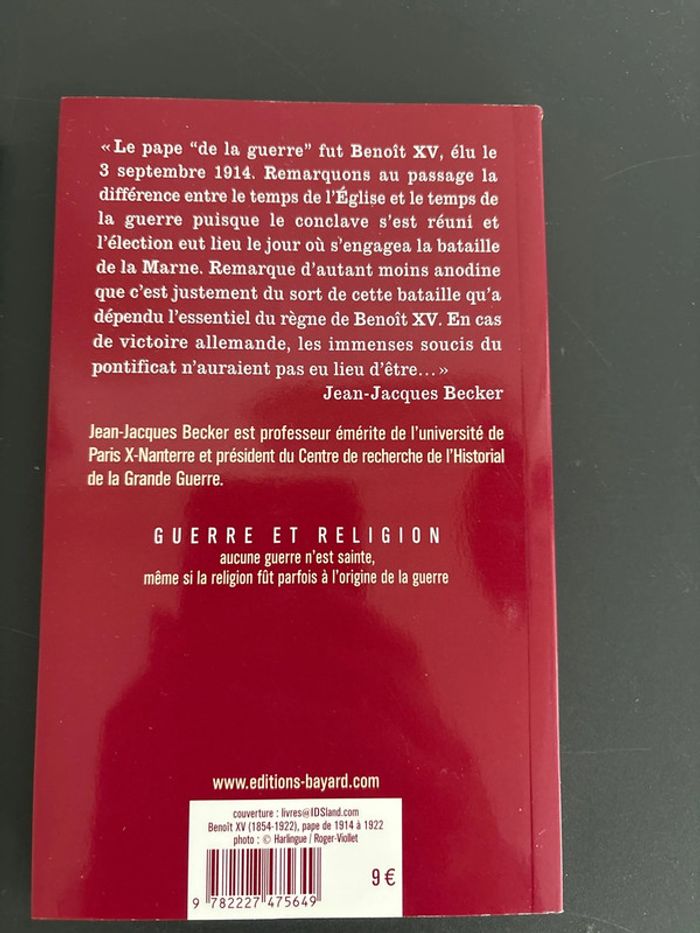 « Le pape “de la guerre” fut Benoît XV, élu le
3 septembre 1914. Remarquons au passage la
différence entre le temps de l'Église et le temps de
la guerre puisque le conclave s'est réuni et
l'élection eut lieu le jour où s'engagea la bataille
de la Marne. Remarque d'autant moins anodine
que c'est justement du sort de cette bataille qu'a
dépendu l'essentiel du règne de Benoît XV. En cas
de victoire allemande, les immenses soucis du
pontificat n'auraient pas eu lieu d'être… »
Jean-Jacques Becker
Jean-Jacques Becker est professeur émérite de l'université de
Paris X-Nanterre et président du Centre de recherche de l'Historial
de la Grande Guerre.
GUERRE ET RELIGION
aucune guerre n'est sainte,
même si la religion fût parfois à l'origine de la guerre
www.editions-bayard.com
couverture : livres@IDSland.com
Benoît XV (1854-1922), pape de 1914 à 1922
photo : © Harlingue / Roger-Viollet
9 €
9 782227 475649